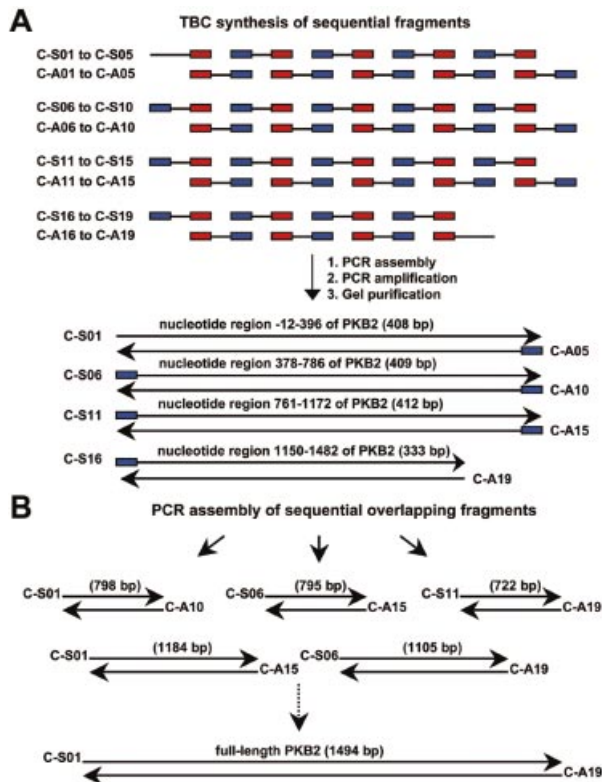 A
TBC synthesis of sequential fragments
C-S01 to C-S05
C-A01 to C-A05
C-S06 to C-S10
C-A06 to C-A10
C-S11 to C-S15
C-A11 to C-A15
C-S16 to C-S19
C-A16 to C-A19
1. PCR assembly
2. PCR amplification
3. Gel purification
nucleotide region -12-396 of PKB2 (408 bp)
C-S01
C-A05
nucleotide region 378-786 of PKB2 (409 bp)
C-S06
C-A10
nucleotide region 761-1172 of PKB2 (412 bp)
C-S11
C-A15
nucleotide region 1150-1482 of PKB2 (333 bp)
C-S16
C-A19
B
PCR assembly of sequential overlapping fragments
C-S01 (798 bp) C-A10
C-S06 (795 bp) C-A15
C-S11 (722 bp) C-A19
C-S01 (1184 bp) C-A15
C-S06 (1105 bp) C-A19
C-S01 full-length PKB2 (1494 bp)
C-A19